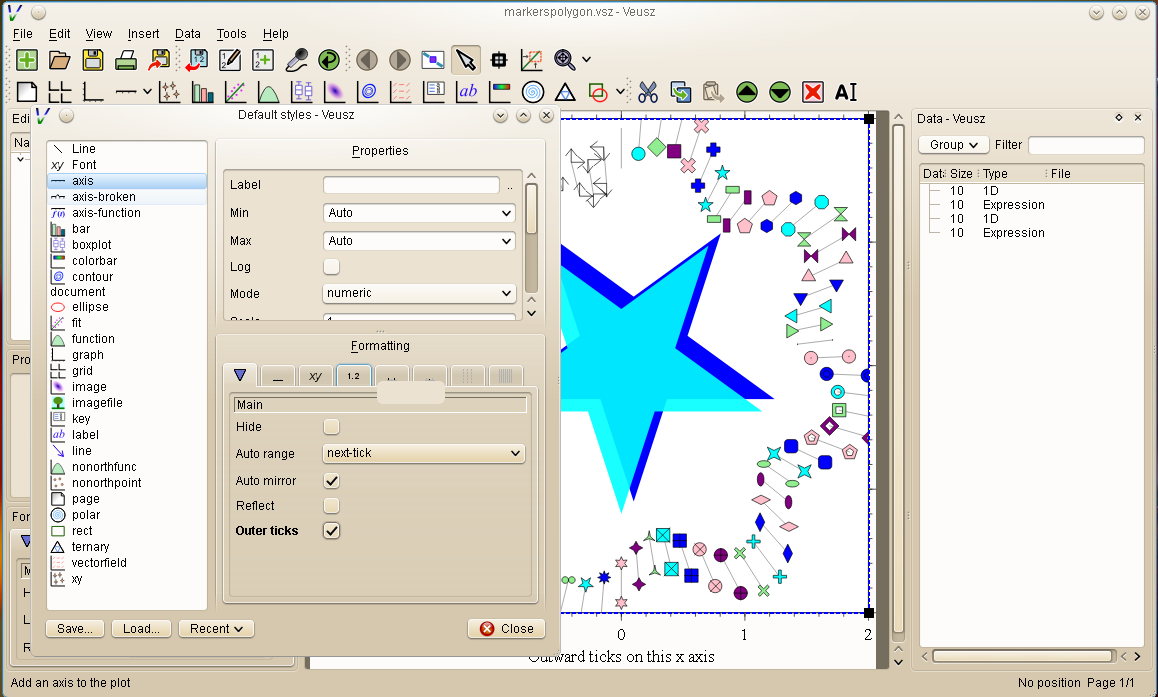 markerspolygon.vsz - Veusz
File Edit View Insert Data Tools Help
Default styles - Veusz
Line
Font
axis
axis-broken
axis-function
bar
boxplot
colorbar
contour
document
ellipse
fit
function
graph
grid
image
imagefile
key
label
line
nonorthfunc
nonorthpoint
page
polar
rect
ternary
vectorfield
xy
Save... Load... Recent
Properties
Label ..
Min Auto
Max Auto
Log
Mode numeric
Formatting
xy 1.2
Main
Hide
Auto range next-tick
Auto mirror
Reflect
Outer ticks
Close
0 1 2
Outward ticks on this x axis
Data - Veusz
Group Filter
Size Type File
10 1D
10 Expression
10 1D
10 Expression
Add an axis to the plot
No position Page 1/1